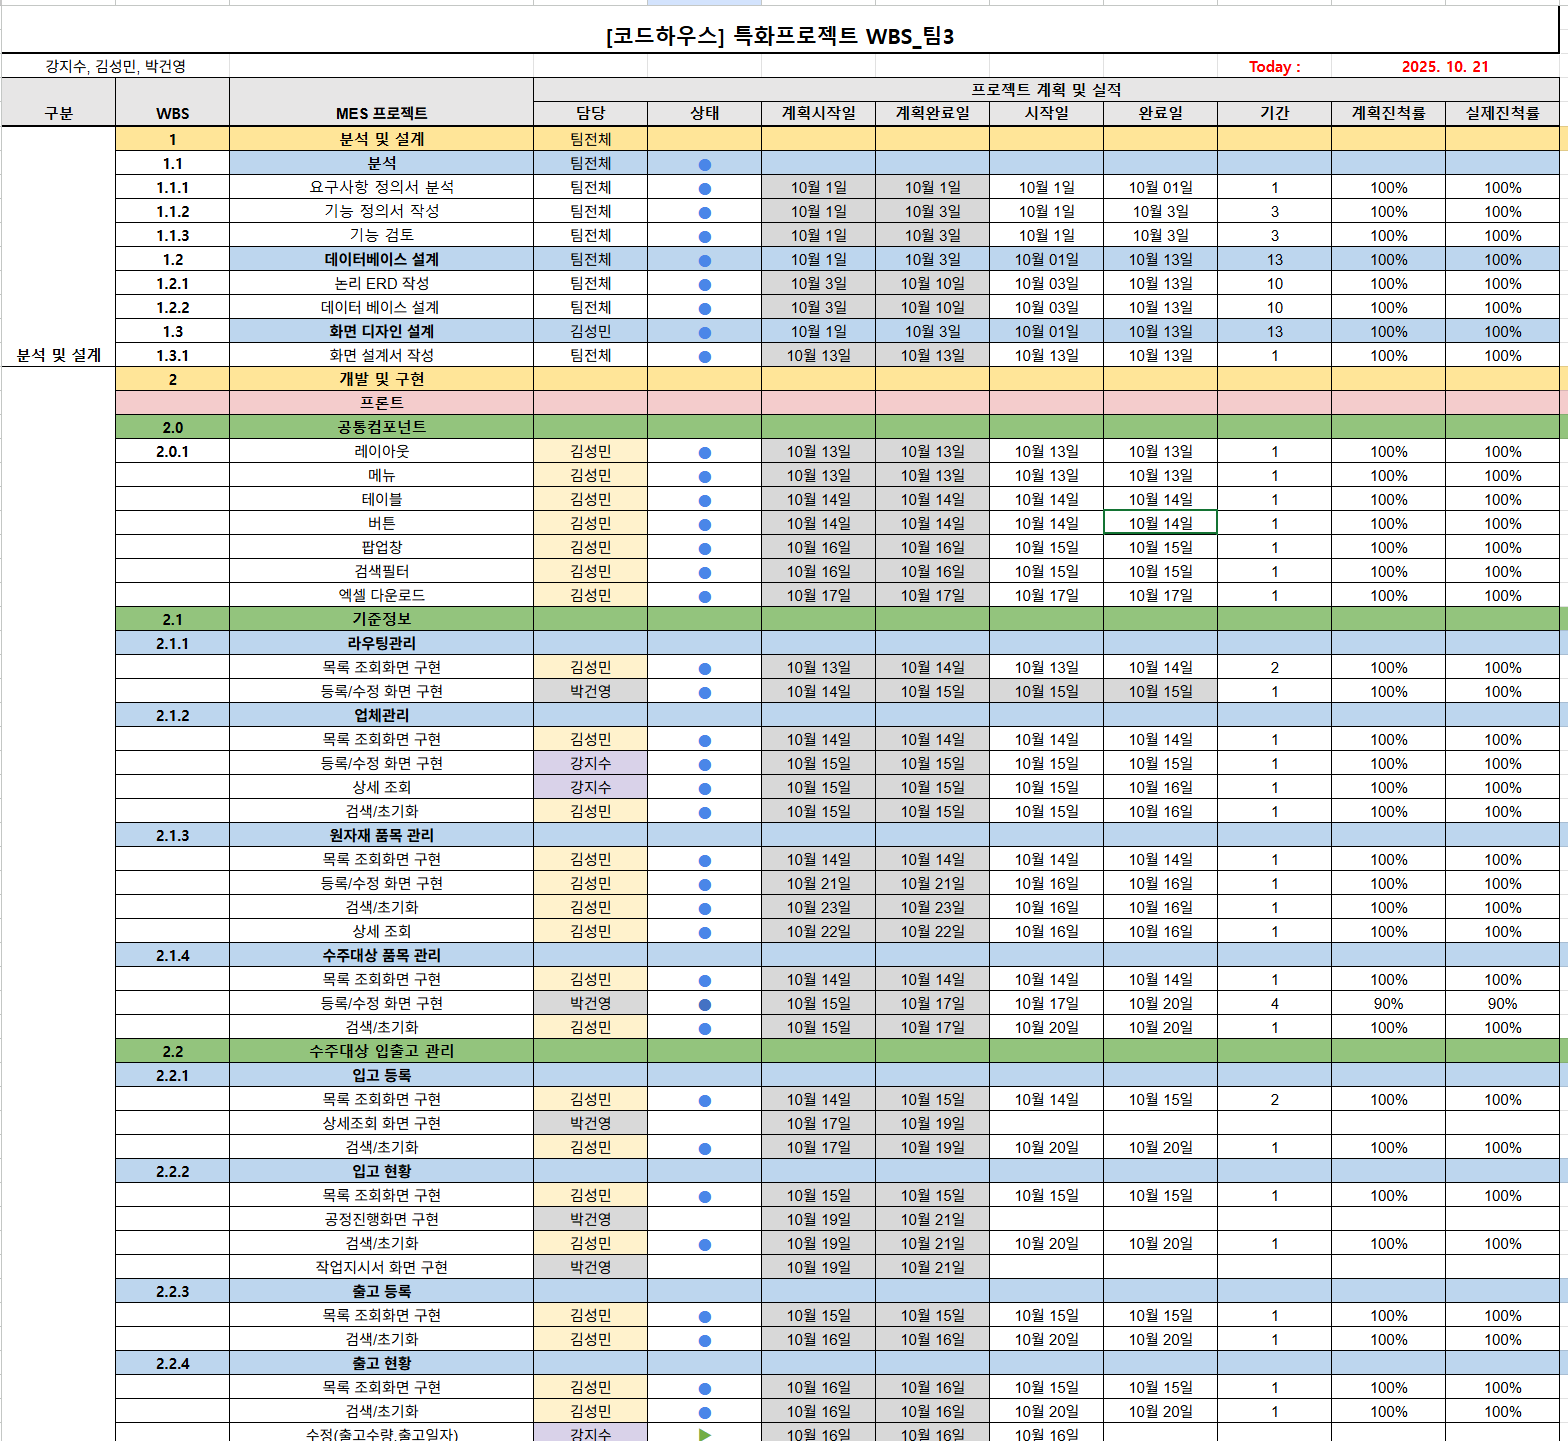 [코드하우스] 특화프로젝트 WBS_팀3
강지수, 김성민, 박건영 Today : 2025. 10. 21
프로젝트 계획 및 실적
구분 WBS MES 프로젝트 담당 상태 계획시작일 계획완료일 시작일 완료일 기간 계획진척률 실제진척률
1 분석 및 설계 팀전체
1.1 분석 팀전체
1.1.1 요구사항 정의서 분석 팀전체 10월 1일 10월 1일 10월 1일 10월 01일 1 100% 100%
1.1.2 기능 정의서 작성 팀전체 10월 1일 10월 3일 10월 1일 10월 3일 3 100% 100%
1.1.3 기능 검토 팀전체 10월 1일 10월 3일 10월 1일 10월 3일 3 100% 100%
1.2 데이터베이스 설계 팀전체 10월 1일 10월 3일 10월 01일 10월 13일 13 100% 100%
1.2.1 논리 ERD 작성 팀전체 10월 3일 10월 10일 10월 03일 10월 13일 10 100% 100%
1.2.2 데이터 베이스 설계 팀전체 10월 3일 10월 10일 10월 03일 10월 13일 10 100% 100%
1.3 화면 디자인 설계 김성민 10월 1일 10월 3일 10월 01일 10월 13일 13 100% 100%
분석 및 설계 1.3.1 화면 설계서 작성 팀전체 10월 13일 10월 13일 10월 13일 10월 13일 1 100% 100%
2 개발 및 구현
프론트
2.0 공통컴포넌트
2.0.1 레이아웃 김성민 10월 13일 10월 13일 10월 13일 10월 13일 1 100% 100%
메뉴 김성민 10월 13일 10월 13일 10월 13일 10월 13일 1 100% 100%
테이블 김성민 10월 14일 10월 14일 10월 14일 10월 14일 1 100% 100%
버튼 김성민 10월 14일 10월 14일 10월 14일 10월 14일 1 100% 100%
팝업창 김성민 10월 16일 10월 16일 10월 15일 10월 15일 1 100% 100%
검색필터 김성민 10월 16일 10월 16일 10월 15일 10월 15일 1 100% 100%
엑셀 다운로드 김성민 10월 17일 10월 17일 10월 17일 10월 17일 1 100% 100%
2.1 기준정보
2.1.1 라우팅관리
목록 조회화면 구현 김성민 10월 13일 10월 14일 10월 13일 10월 14일 2 100% 100%
등록/수정 화면 구현 박건영 10월 14일 10월 15일 10월 15일 10월 15일 1 100% 100%
2.1.2 업체관리
목록 조회화면 구현 김성민 10월 14일 10월 14일 10월 14일 10월 14일 1 100% 100%
등록/수정 화면 구현 강지수 10월 15일 10월 15일 10월 15일 10월 15일 1 100% 100%
상세 조회 강지수 10월 15일 10월 15일 10월 15일 10월 16일 1 100% 100%
검색/초기화 김성민 10월 15일 10월 15일 10월 15일 10월 16일 1 100% 100%
2.1.3 원자재 품목 관리
목록 조회화면 구현 김성민 10월 14일 10월 14일 10월 14일 10월 14일 1 100% 100%
등록/수정 화면 구현 김성민 10월 21일 10월 21일 10월 16일 10월 16일 1 100% 100%
검색/초기화 김성민 10월 23일 10월 23일 10월 16일 10월 16일 1 100% 100%
상세 조회 김성민 10월 22일 10월 22일 10월 16일 10월 16일 1 100% 100%
2.1.4 수주대상 품목 관리
목록 조회화면 구현 김성민 10월 14일 10월 14일 10월 14일 10월 14일 1 100% 100%
등록/수정 화면 구현 박건영 10월 15일 10월 17일 10월 17일 10월 20일 4 90% 90%
검색/초기화 김성민 10월 15일 10월 17일 10월 20일 10월 20일 1 100% 100%
2.2 수주대상 입출고 관리
2.2.1 입고 등록
목록 조회화면 구현 김성민 10월 14일 10월 15일 10월 14일 10월 15일 2 100% 100%
상세조회 화면 구현 박건영 10월 17일 10월 19일
검색/초기화 김성민 10월 17일 10월 19일 10월 20일 10월 20일 1 100% 100%
2.2.2 입고 현황
목록 조회화면 구현 김성민 10월 15일 10월 15일 10월 15일 10월 15일 1 100% 100%
공정진행화면 구현 박건영 10월 19일 10월 21일
검색/초기화 김성민 10월 19일 10월 21일 10월 20일 10월 20일 1 100% 100%
작업지시서 화면 구현 박건영 10월 19일 10월 21일
2.2.3 출고 등록
목록 조회화면 구현 김성민 10월 15일 10월 15일 10월 15일 10월 15일 1 100% 100%
검색/초기화 김성민 10월 16일 10월 16일 10월 20일 10월 20일 1 100% 100%
2.2.4 출고 현황
목록 조회화면 구현 김성민 10월 16일 10월 16일 10월 15일 10월 15일 1 100% 100%
검색/초기화 김성민 10월 16일 10월 16일 10월 20일 10월 20일 1 100% 100%
수정(출고수량,출고일자) 강지수 10월 16일 10월 16일 10월 16일